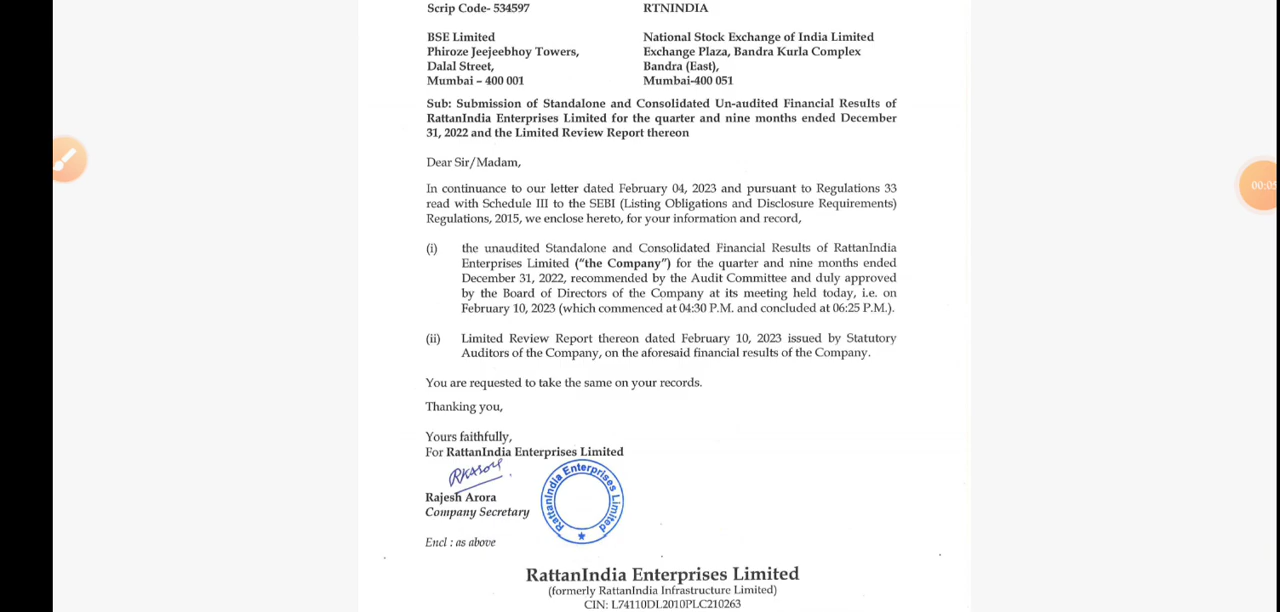 Scrip Code- 534597
RTNINDIA
BSE Limited
Phiroze Jeejeebhoy Towers,
Dalal Street,
Mumbai – 400 001
National Stock Exchange of India Limited
Exchange Plaza, Bandra Kurla Complex
Bandra (East),
Mumbai-400 051
Sub: Submission of Standalone and Consolidated Un-audited Financial Results of
RattanIndia Enterprises Limited for the quarter and nine months ended December
31, 2022 and the Limited Review Report thereon
Dear Sir/Madam,
In continuance to our letter dated February 04, 2023 and pursuant to Regulations 33
read with Schedule III to the SEBI (Listing Obligations and Disclosure Requirements)
Regulations, 2015, we enclose hereto, for your information and record,
(i) the unaudited Standalone and Consolidated Financial Results of RattanIndia
Enterprises Limited ("the Company") for the quarter and nine months ended
December 31, 2022, recommended by the Audit Committee and duly approved
by the Board of Directors of the Company at its meeting held today, i.e. on
February 10, 2023 (which commenced at 04:30 P.M. and concluded at 06:25 P.M.).
(ii) Limited Review Report thereon dated February 10, 2023 issued by Statutory
Auditors of the Company, on the aforesaid financial results of the Company.
You are requested to take the same on your records.
Thanking you,
Yours faithfully,
For RattanIndia Enterprises Limited
RattanIndia Enterprises Limited
Rajesh Arora
Company Secretary
Encl : as above
RattanIndia Enterprises Limited
(formerly RattanIndia Infrastructure Limited)
CIN: L74110DL2010PLC210263